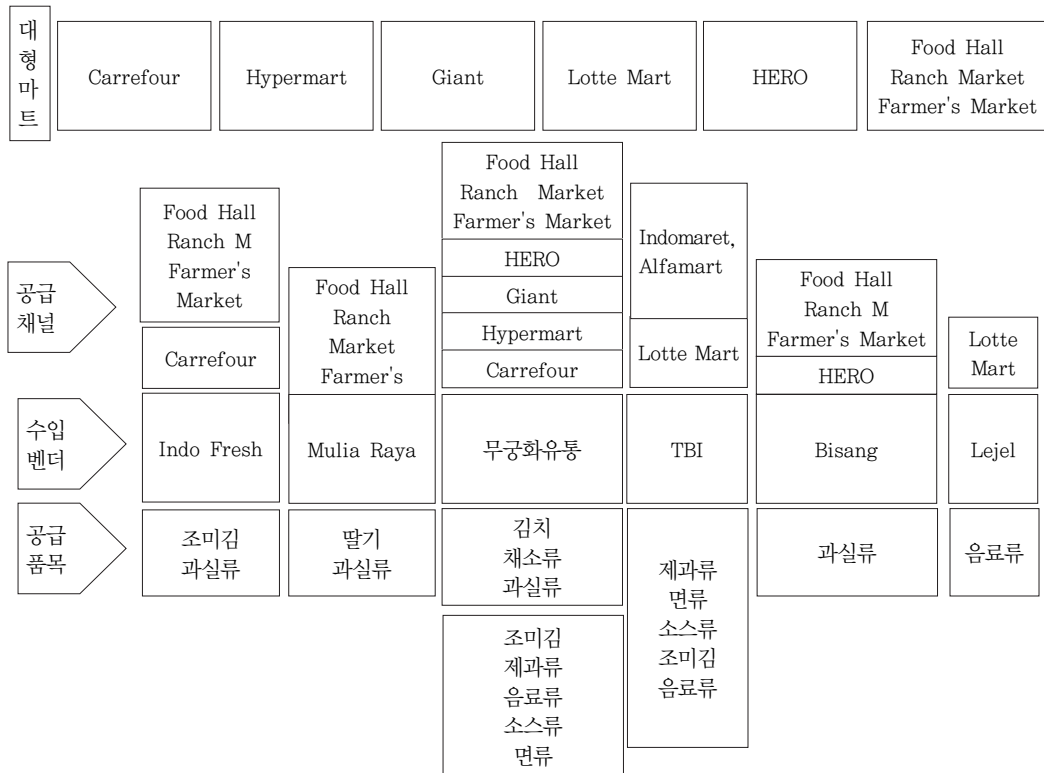 대
형
마
트
Carrefour
Hypermart
Giant
Lotte Mart
HERO
Food Hall
Ranch Market
Farmer's Market
공급
채널
Food Hall
Ranch M
Farmer's
Market
Carrefour
Food Hall
Ranch
Market
Farmer's
Food Hall
Ranch Market
Farmer's Market
HERO
Giant
Hypermart
Carrefour
Indomaret,
Alfamart
Lotte Mart
Food Hall
Ranch M
Farmer's Market
HERO
Lotte
Mart
수입
벤더
Indo Fresh
Mulia Raya
무궁화유통
TBI
Bisang
Lejel
공급
품목
조미김
과실류
딸기
과실류
김치
채소류
과실류
조미김
제과류
음료류
소스류
면류
제과류
면류
소스류
조미김
음료류
과실류
음료류